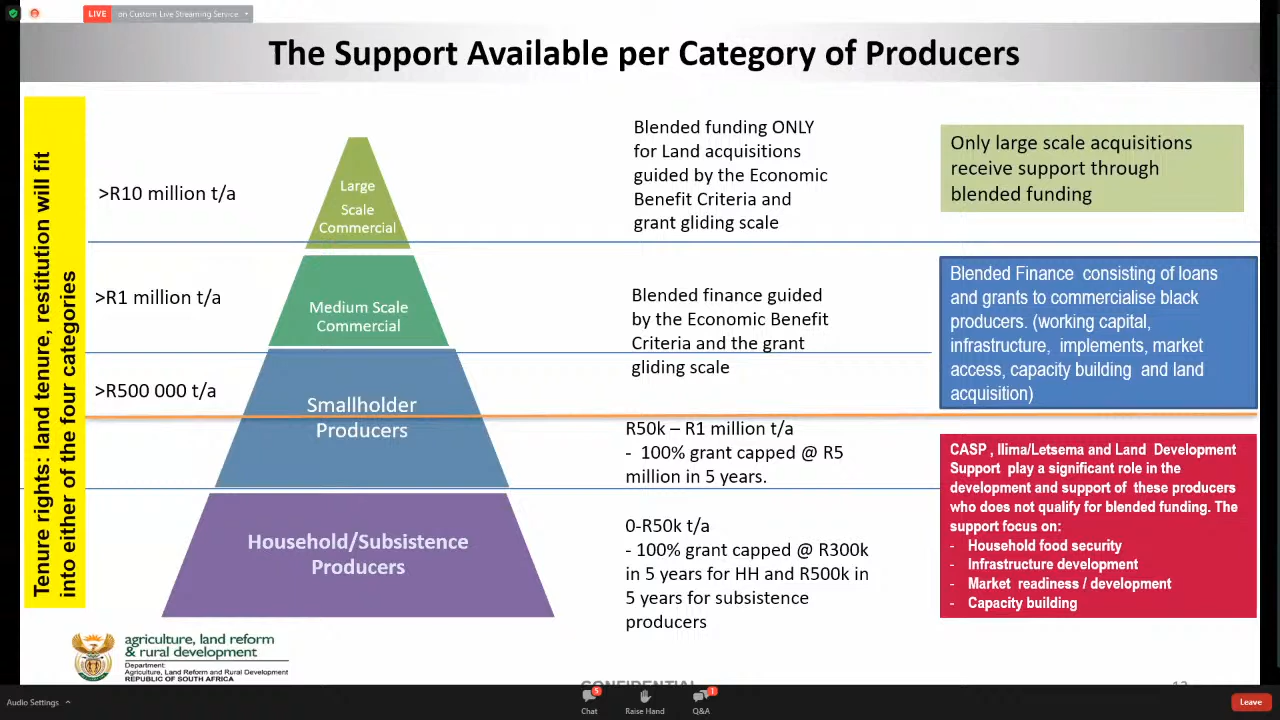 LIVE on Custom Live Streaming Service
The Support Available per Category of Producers
Tenure rights: land tenure, restitution will fit
into either of the four categories
>R10 million t/a
Large
Scale
Commercial
Blended funding ONLY
for Land acquisitions
guided by the Economic
Benefit Criteria and
grant gliding scale
Only large scale acquisitions
receive support through
blended funding
>R1 million t/a
Medium Scale
Commercial
Blended finance guided
by the Economic Benefit
Criteria and the grant
gliding scale
Blended Finance consisting of loans
and grants to commercialise black
producers. (working capital,
infrastructure, implements, market
access, capacity building and land
acquisition)
>R500 000 t/a
Smallholder
Producers
R50k – R1 million t/a
- 100% grant capped @ R5
million in 5 years.
CASP , Ilima/Letsema and Land Development
Support play a significant role in the
development and support of these producers
who does not qualify for blended funding. The
support focus on:
- Household food security
- Infrastructure development
- Market readiness / development
- Capacity building
Household/Subsistence
Producers
0-R50k t/a
- 100% grant capped @ R300k
in 5 years for HH and R500k in
5 years for subsistence
producers
agriculture, land reform
& rural development
Department:
Agriculture, Land Reform and Rural Development
REPUBLIC OF SOUTH AFRICA
CONFIDENTIAL
Audio Settings
5
Chat
Raise Hand
1
Q&A
Leave